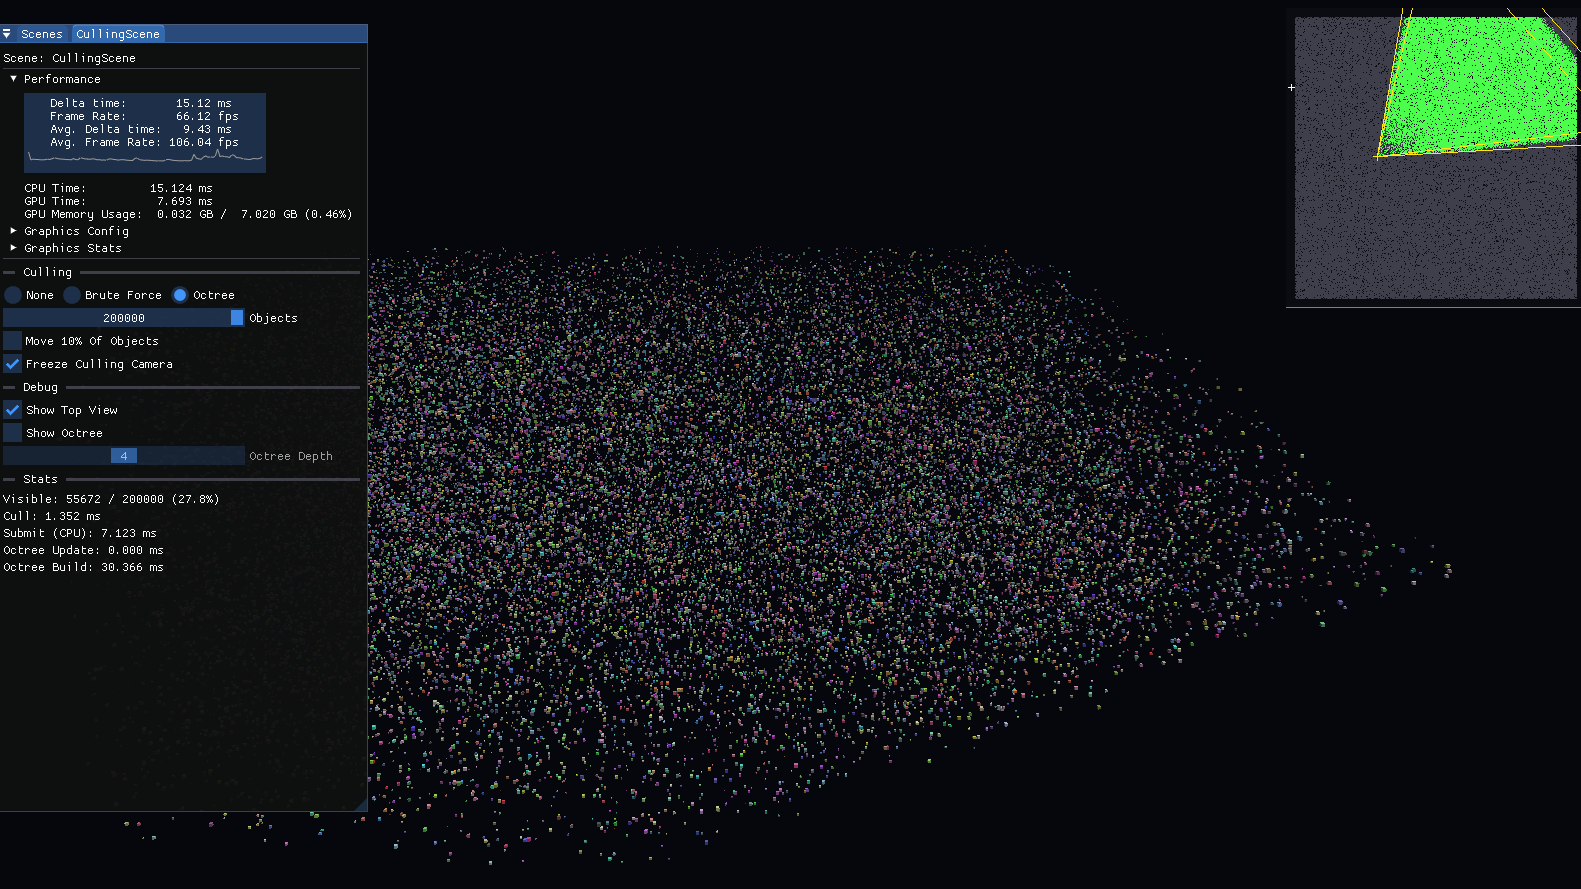 Scenes CullingScene
Scene: CullingScene
Performance
Delta time: 15.12 ms
Frame Rate: 66.12 fps
Avg. Delta time: 9.43 ms
Avg. Frame Rate: 106.04 fps
CPU Time: 15.124 ms
GPU Time: 7.693 ms
GPU Memory Usage: 0.032 GB / 7.020 GB (0.46%)
Graphics Config
Graphics Stats
Culling
None Brute Force Octree
200000 Objects
Move 10% Of Objects
Freeze Culling Camera
Debug
Show Top View
Show Octree
4 Octree Depth
Stats
Visible: 55672 / 200000 (27.8%)
Cull: 1.352 ms
Submit (CPU): 7.123 ms
Octree Update: 0.000 ms
Octree Build: 30.366 ms